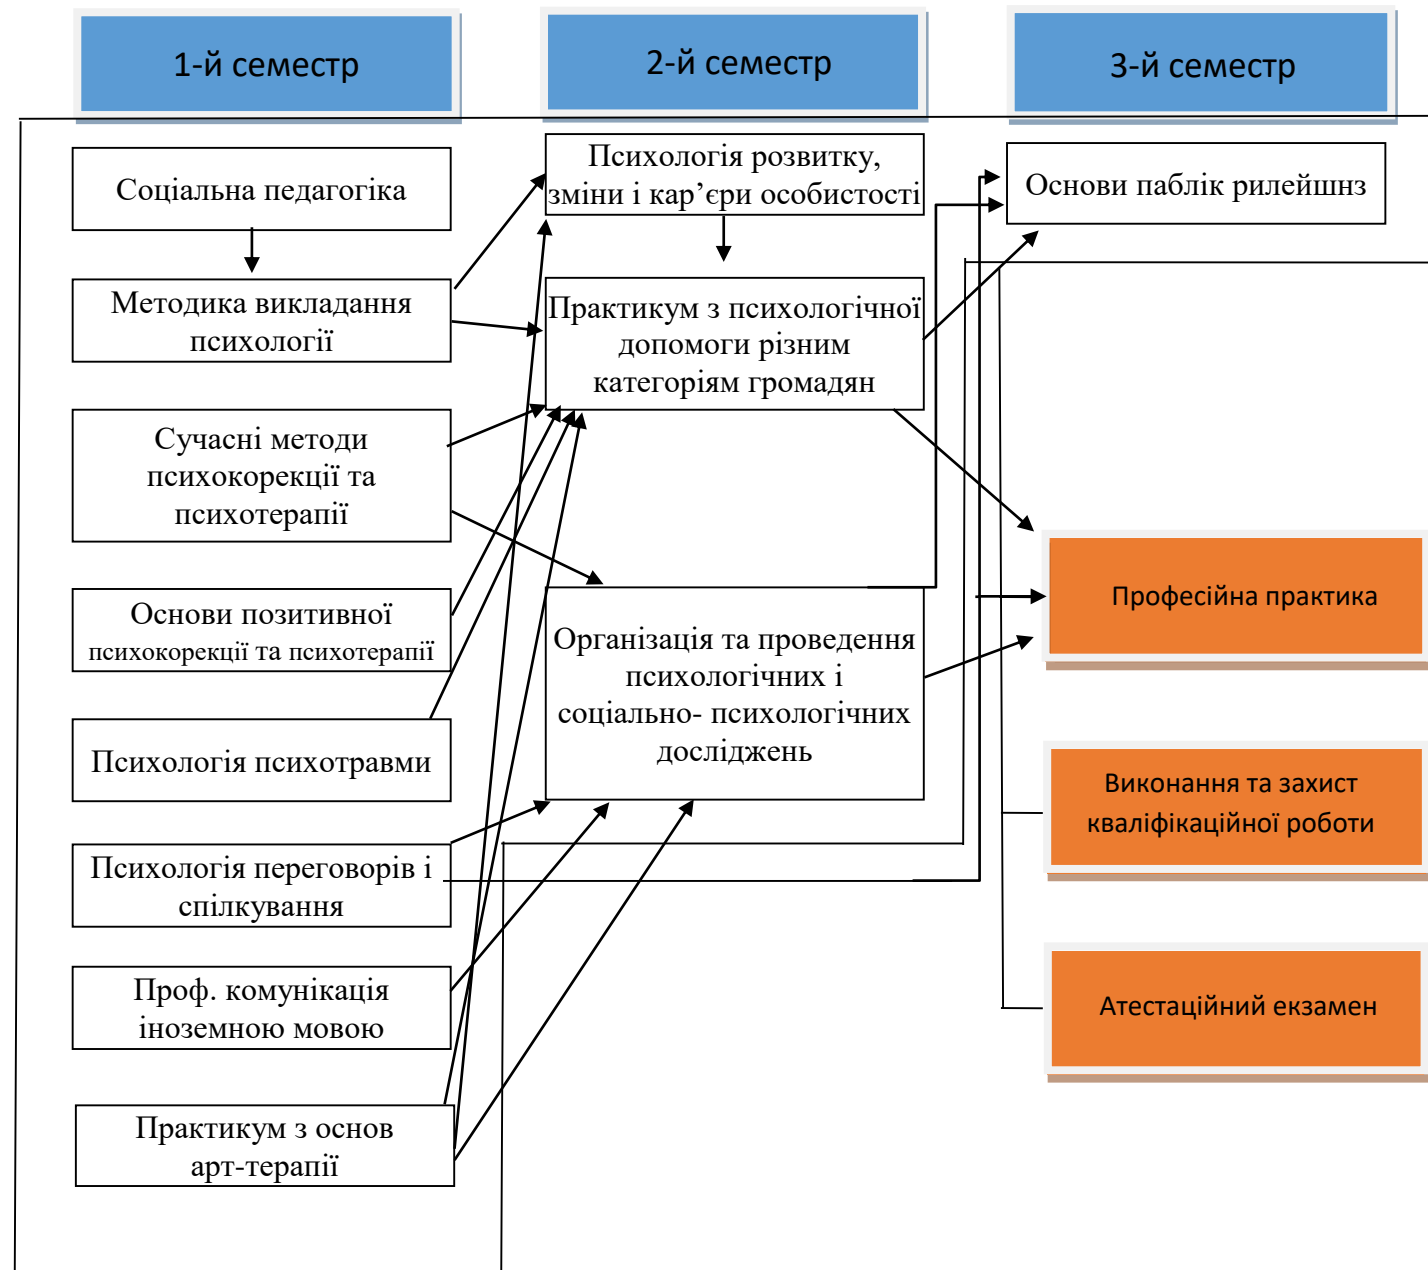 1-й семестр
2-й семестр
3-й семестр
Соціальна педагогіка
Методика викладання
психології
Сучасні методи
психокорекції та
психотерапії
Основи позитивної
психокорекції та психотерапії
Психологія психотравми
Психологія переговорів і
спілкування
Проф. комунікація
іноземною мовою
Практикум з основ
арт-терапії
Психологія розвитку,
зміни і кар’єри особистості
Практикум з психологічної
допомоги різним
категоріям громадян
Організація та проведення
психологічних і
соціально- психологічних
досліджень
Основи паблік рилейшнз
Професійна практика
Виконання та захист
кваліфікаційної роботи
Атестаційний екзамен